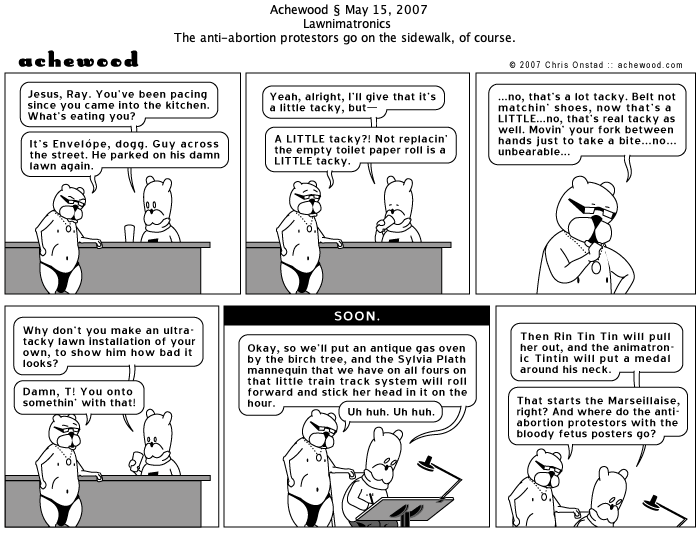 Achewood § May 15, 2007
Lawnimatronics
The anti-abortion protestors go on the sidewalk, of course.
achewood
© 2007 Chris Onstad :: achewood.com
Jesus, Ray. You've been pacing
since you came into the kitchen.
What's eating you?
It's Envelópe, dogg. Guy across
the street. He parked on his damn
lawn again.
Yeah, alright, I'll give that it's
a little tacky, but—
A LITTLE tacky?! Not replacin'
the empty toilet paper roll is a
LITTLE tacky.
...no, that's a lot tacky. Belt not
matchin' shoes, now that's a
LITTLE...no, that's real tacky as
well. Movin' your fork between
hands just to take a bite...no...
unbearable...
Why don't you make an ultra-
tacky lawn installation of your
own, to show him how bad it
looks?
Damn, T! You onto
somethin' with that!
SOON.
Okay, so we'll put an antique gas oven
by the birch tree, and the Sylvia Plath
mannequin that we have on all fours on
that little train track system will roll
forward and stick her head in it on the
hour.
Uh huh. Uh huh.
Then Rin Tin Tin will pull
her out, and the animatron-
ic Tintin will put a medal
around his neck.
That starts the Marseillaise,
right? And where do the anti-
abortion protestors with the
bloody fetus posters go?